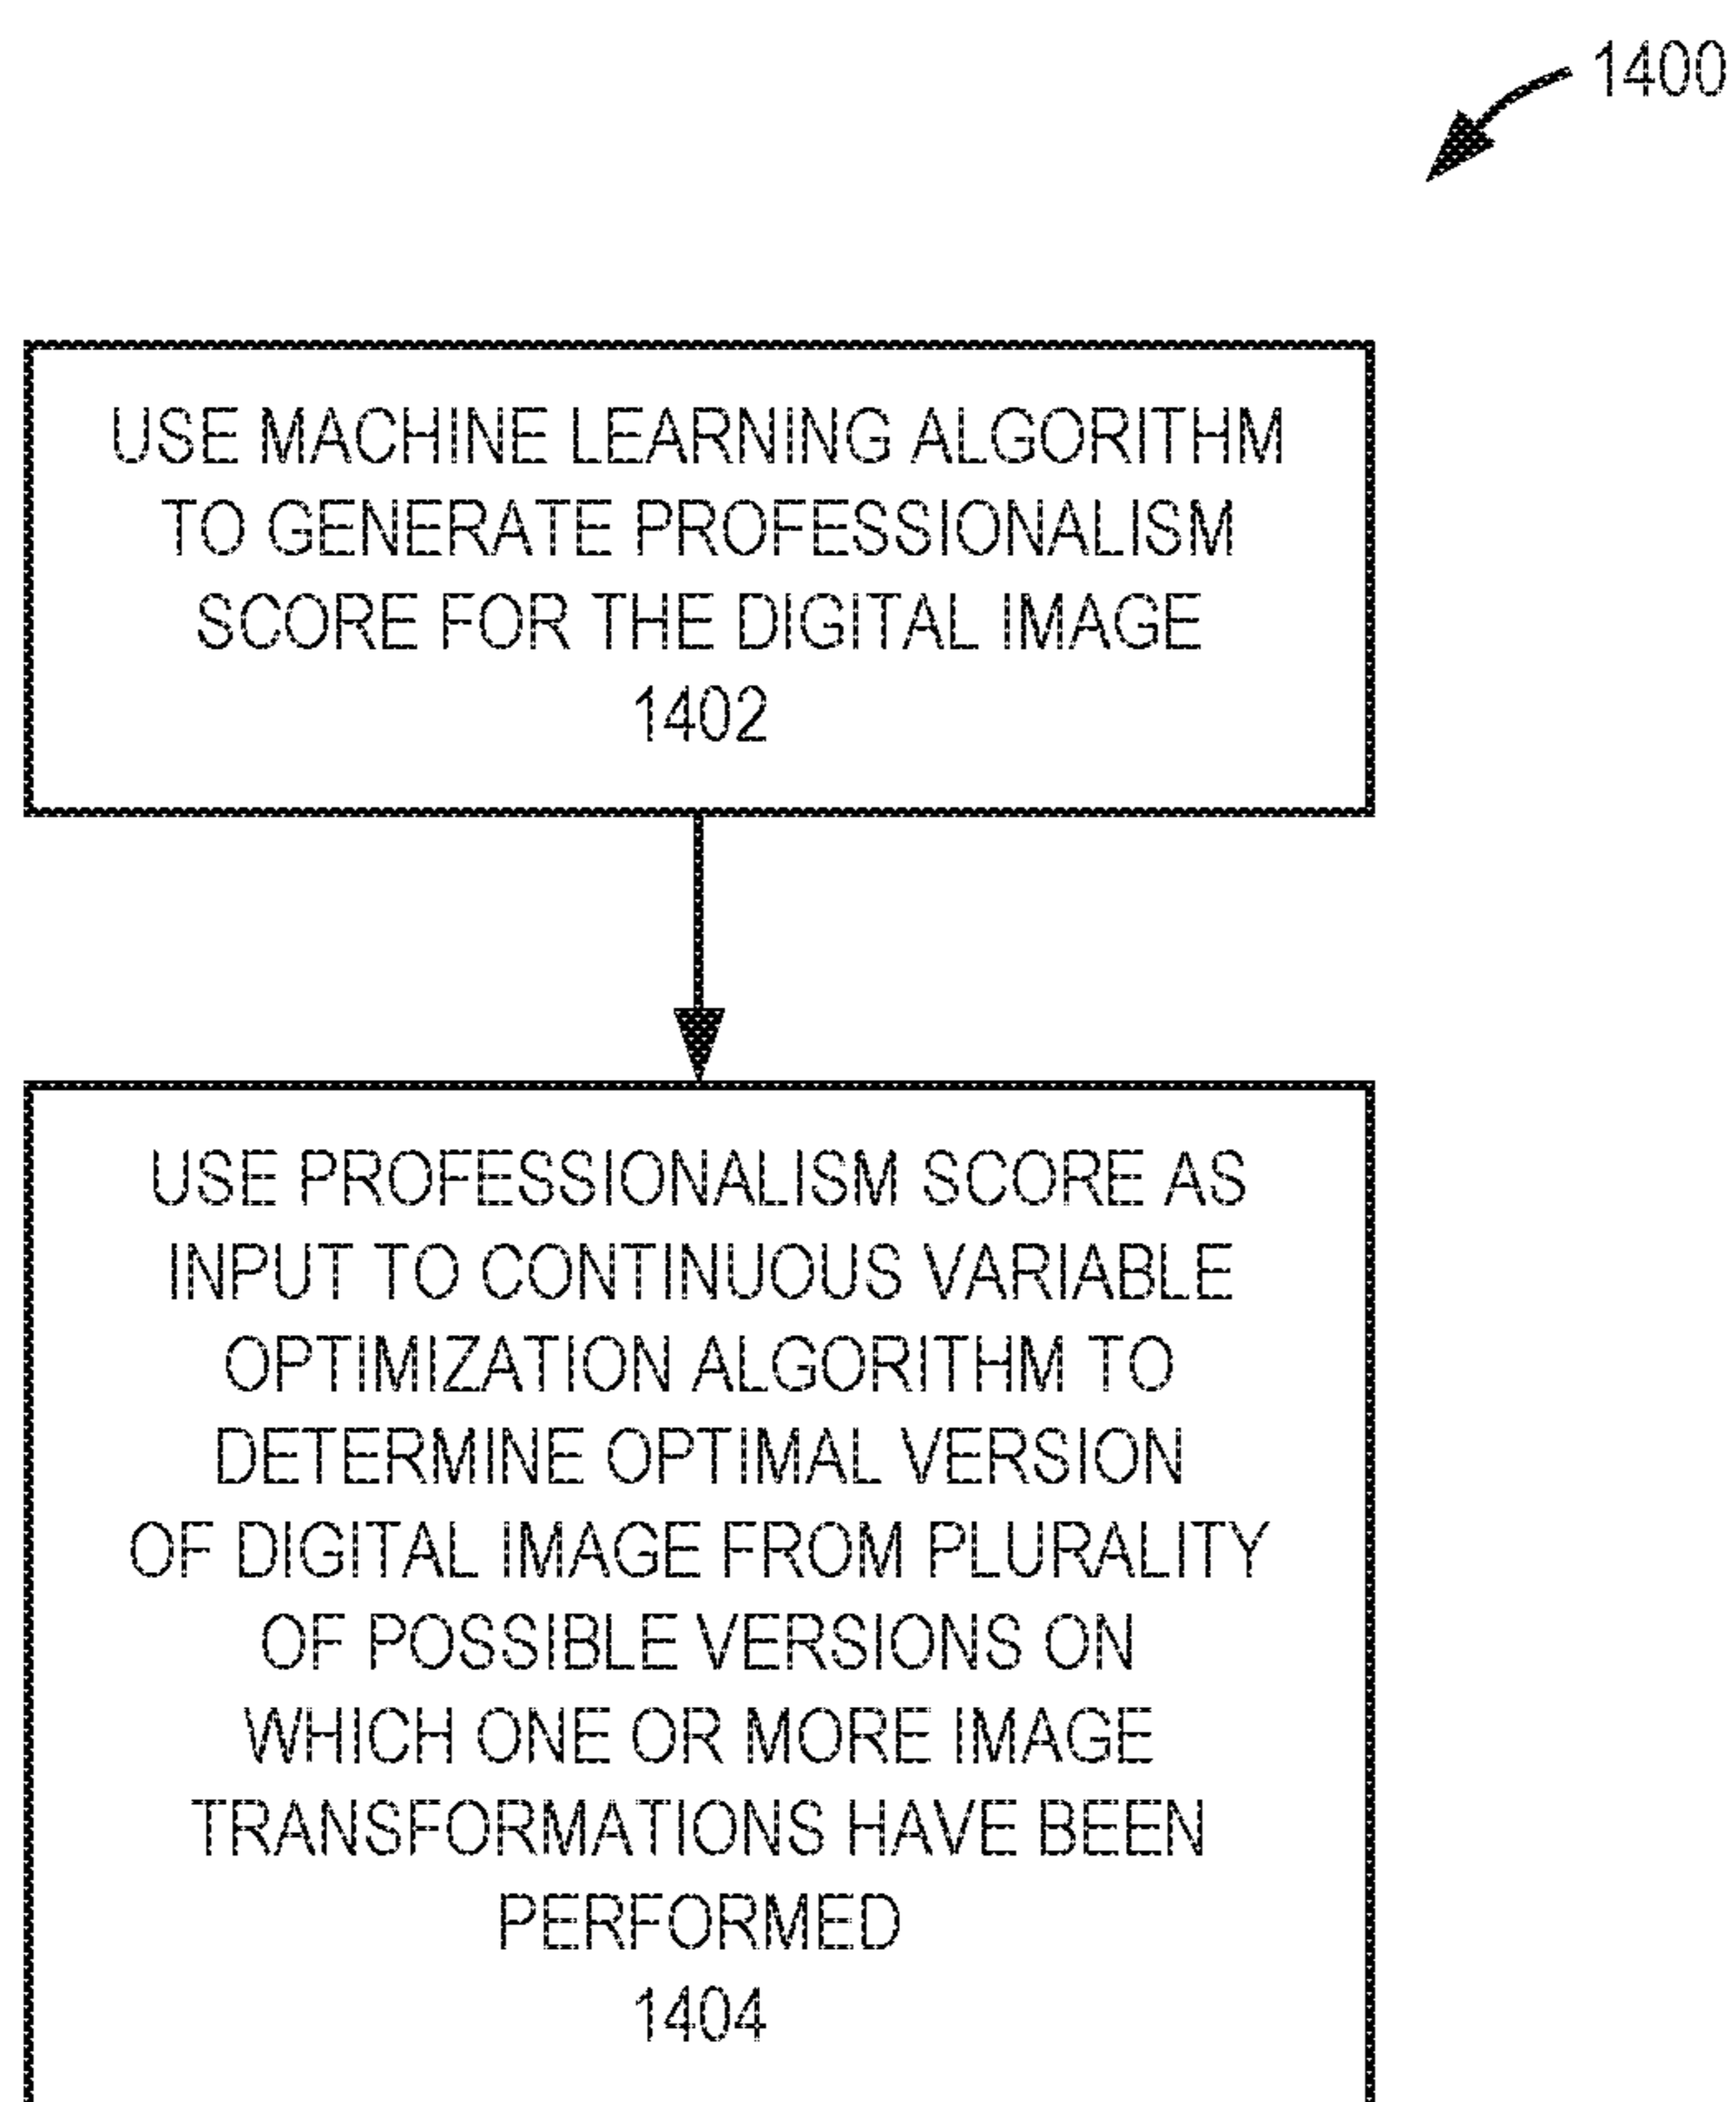 1400
USE MACHINE LEARNING ALGORITHM
TO GENERATE PROFESSIONALISM
SCORE FOR THE DIGITAL IMAGE
1402
USE PROFESSIONALISM SCORE AS
INPUT TO CONTINUOUS VARIABLE
OPTIMIZATION ALGORITHM TO
DETERMINE OPTIMAL VERSION
OF DIGITAL IMAGE FROM PLURALITY
OF POSSIBLE VERSIONS ON
WHICH ONE OR MORE IMAGE
TRANSFORMATIONS HAVE BEEN
PERFORMED
1404